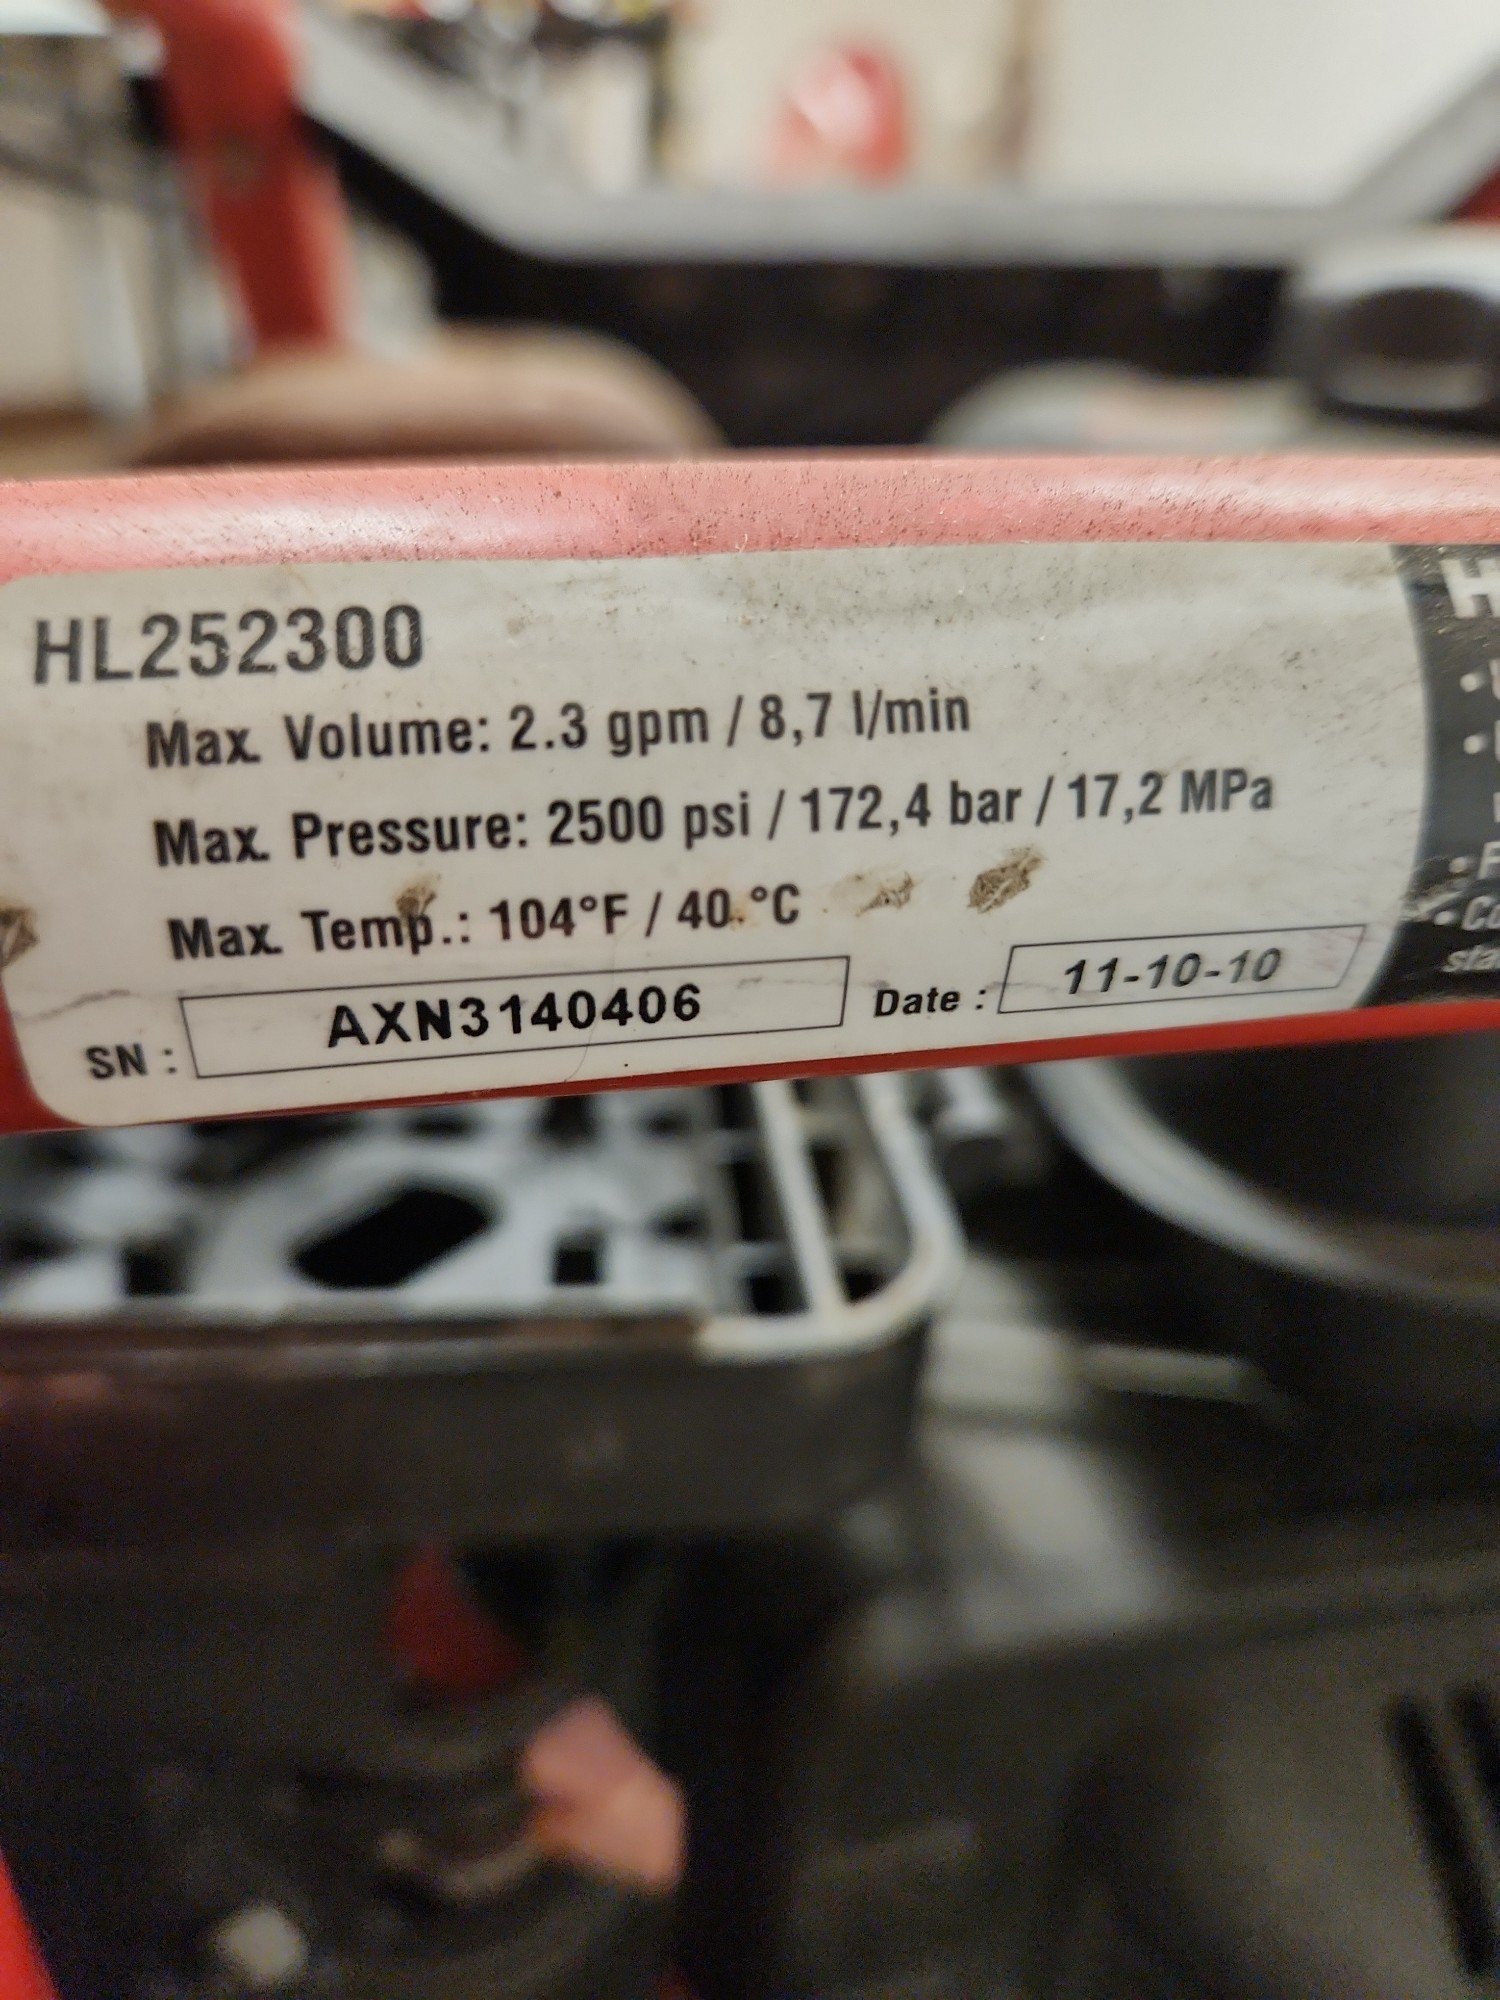 HL252300
Max. Volume: 2.3 gpm / 8,7 l/min
Max. Pressure: 2500 psi / 172,4 bar / 17,2 MPa
Max. Temp.: 104°F / 40.°C
SN : AXN3140406 Date : 11-10-10